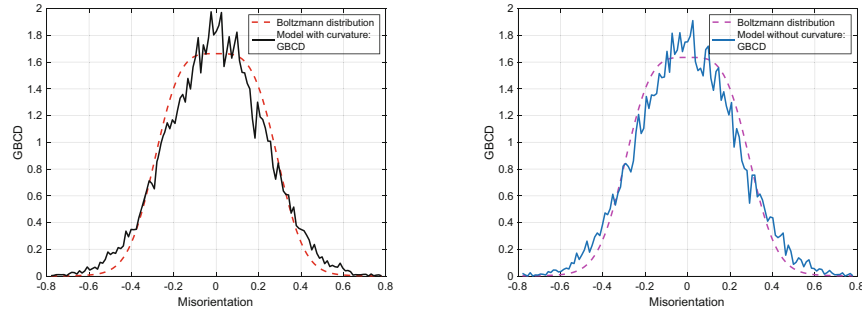 2
1.8
1.6
1.4
1.2
1
0.8
0.6
0.4
0.2
0
GBCD
-0.8 -0.6 -0.4 -0.2 0 0.2 0.4 0.6 0.8
Misorientation
Boltzmann distribution
Model with curvature:
GBCD
2
1.8
1.6
1.4
1.2
1
0.8
0.6
0.4
0.2
0
GBCD
-0.8 -0.6 -0.4 -0.2 0 0.2 0.4 0.6 0.8
Misorientation
Boltzmann distribution
Model without curvature:
GBCD